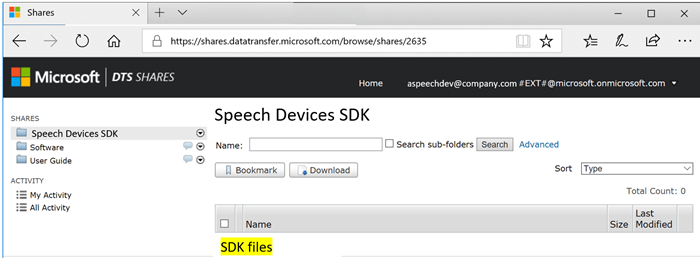 Shares
https://shares.datatransfer.microsoft.com/browse/shares/2635
Microsoft | DTS SHARES
Home
aspeechdev@company.com #EXT#@microsoft.onmicrosoft.com
SHARES
Speech Devices SDK
Software
User Guide
ACTIVITY
My Activity
All Activity
Speech Devices SDK
Name: Search sub-folders Search Advanced
Bookmark Download Sort Type
Total Count: 0
Name Size Last Modified
SDK files